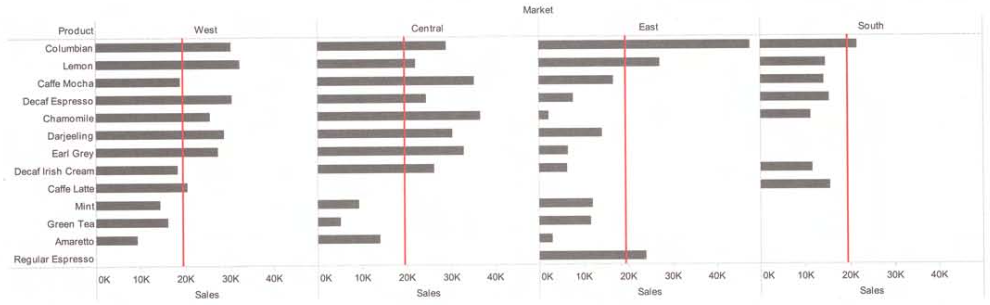 Market
Product West Central East South
Columbian
Lemon
Caffe Mocha
Decaf Espresso
Chamomile
Darjeeling
Earl Grey
Decaf Irish Cream
Caffe Latte
Mint
Green Tea
Amaretto
Regular Espresso
0K 10K 20K 30K 40K 0K 10K 20K 30K 40K 0K 10K 20K 30K 40K 0K 10K 20K 30K 40K
Sales Sales Sales Sales